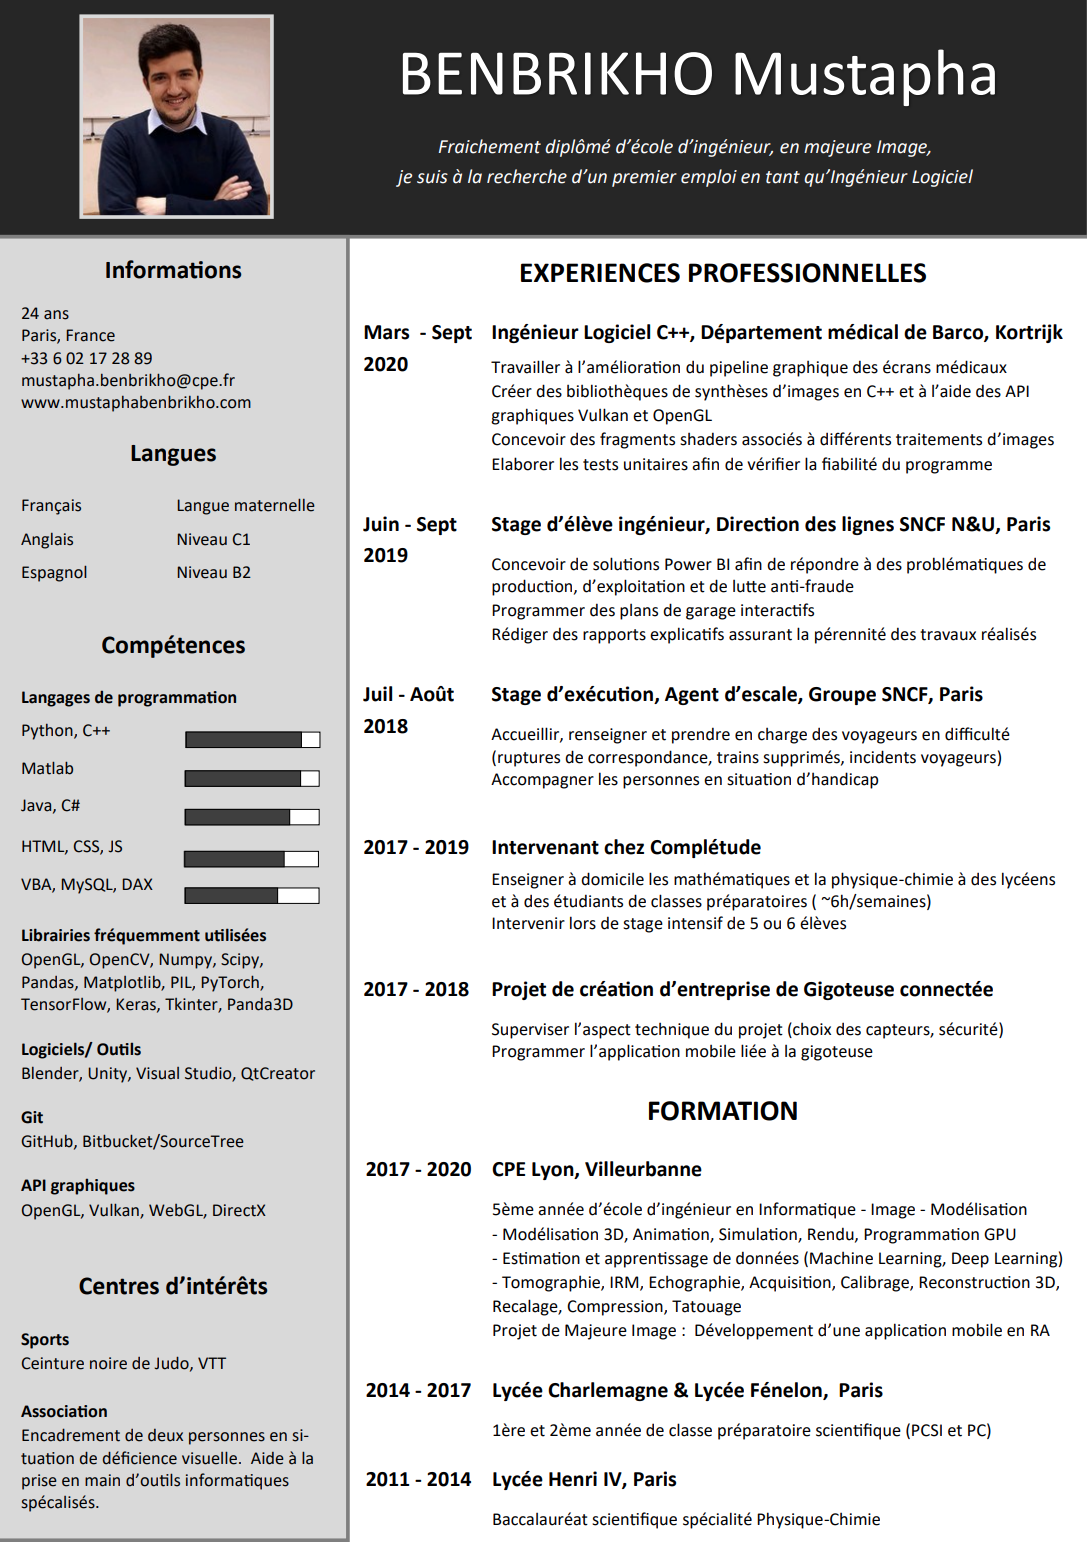 BENBRIKHO Mustapha
Fraichement diplômé d’école d’ingénieur, en majeure Image,
je suis à la recherche d’un premier emploi en tant qu’Ingénieur Logiciel
Informations
24 ans
Paris, France
+33 6 02 17 28 89
mustapha.benbrikho@cpe.fr
www.mustaphabenbrikho.com
Langues
Français Langue maternelle
Anglais Niveau C1
Espagnol Niveau B2
Compétences
Langages de programmation
Python, C++
Matlab
Java, C#
HTML, CSS, JS
VBA, MySQL, DAX
Librairies fréquemment utilisées
OpenGL, OpenCV, Numpy, Scipy,
Pandas, Matplotlib, PIL, PyTorch,
TensorFlow, Keras, Tkinter, Panda3D
Logiciels/ Outils
Blender, Unity, Visual Studio, QtCreator
Git
GitHub, Bitbucket/SourceTree
API graphiques
OpenGL, Vulkan, WebGL, DirectX
Centres d’intérêts
Sports
Ceinture noire de Judo, VTT
Association
Encadrement de deux personnes en si-
tuation de déficience visuelle.  Aide à la
prise en main d’outils informatiques
spécalisés.
EXPERIENCES PROFESSIONNELLES
Mars  - Sept Ingénieur Logiciel C++, Département médical de Barco, Kortrijk
2020
Travailler à l’amélioration du pipeline graphique des écrans médicaux
Créer des bibliothèques de synthèses d’images en C++ et à l’aide des API
graphiques Vulkan et OpenGL
Concevoir des fragments shaders associés à différents traitements d’images
Elaborer les tests unitaires afin de vérifier la fiabilité du programme
Juin - Sept Stage d’élève ingénieur, Direction des lignes SNCF N&U, Paris
2019
Concevoir de solutions Power BI afin de répondre à des problématiques de
production, d’exploitation et de lutte anti-fraude
Programmer des plans de garage interactifs
Rédiger des rapports explicatifs assurant la pérennité des travaux réalisés
Juil - Août Stage d’exécution, Agent d’escale, Groupe SNCF, Paris
2018
Accueillir, renseigner et prendre en charge des voyageurs en difficulté
(ruptures de correspondance, trains supprimés, incidents voyageurs)
Accompagner les personnes en situation d’handicap
2017 - 2019 Intervenant chez Complétude
Enseigner à domicile les mathématiques et la physique-chimie à des lycéens
et à des étudiants de classes préparatoires ( ~6h/semaines)
Intervenir lors de stage intensif de 5 ou 6 élèves
2017 - 2018 Projet de création d’entreprise de Gigoteuse connectée
Superviser l’aspect technique du projet (choix des capteurs, sécurité)
Programmer l’application mobile liée à la gigoteuse
FORMATION
2017 - 2020 CPE Lyon, Villeurbanne
5ème année d’école d’ingénieur en Informatique - Image - Modélisation
- Modélisation 3D, Animation, Simulation, Rendu, Programmation GPU
- Estimation et apprentissage de données (Machine Learning, Deep Learning)
- Tomographie, IRM, Echographie, Acquisition, Calibrage, Reconstruction 3D,
Recalage, Compression, Tatouage
Projet de Majeure Image :  Développement d’une application mobile en RA
2014 - 2017 Lycée Charlemagne & Lycée Fénelon,  Paris
1ère et 2ème année de classe préparatoire scientifique (PCSI et PC)
2011 - 2014 Lycée Henri IV, Paris
Baccalauréat scientifique spécialité Physique-Chimie